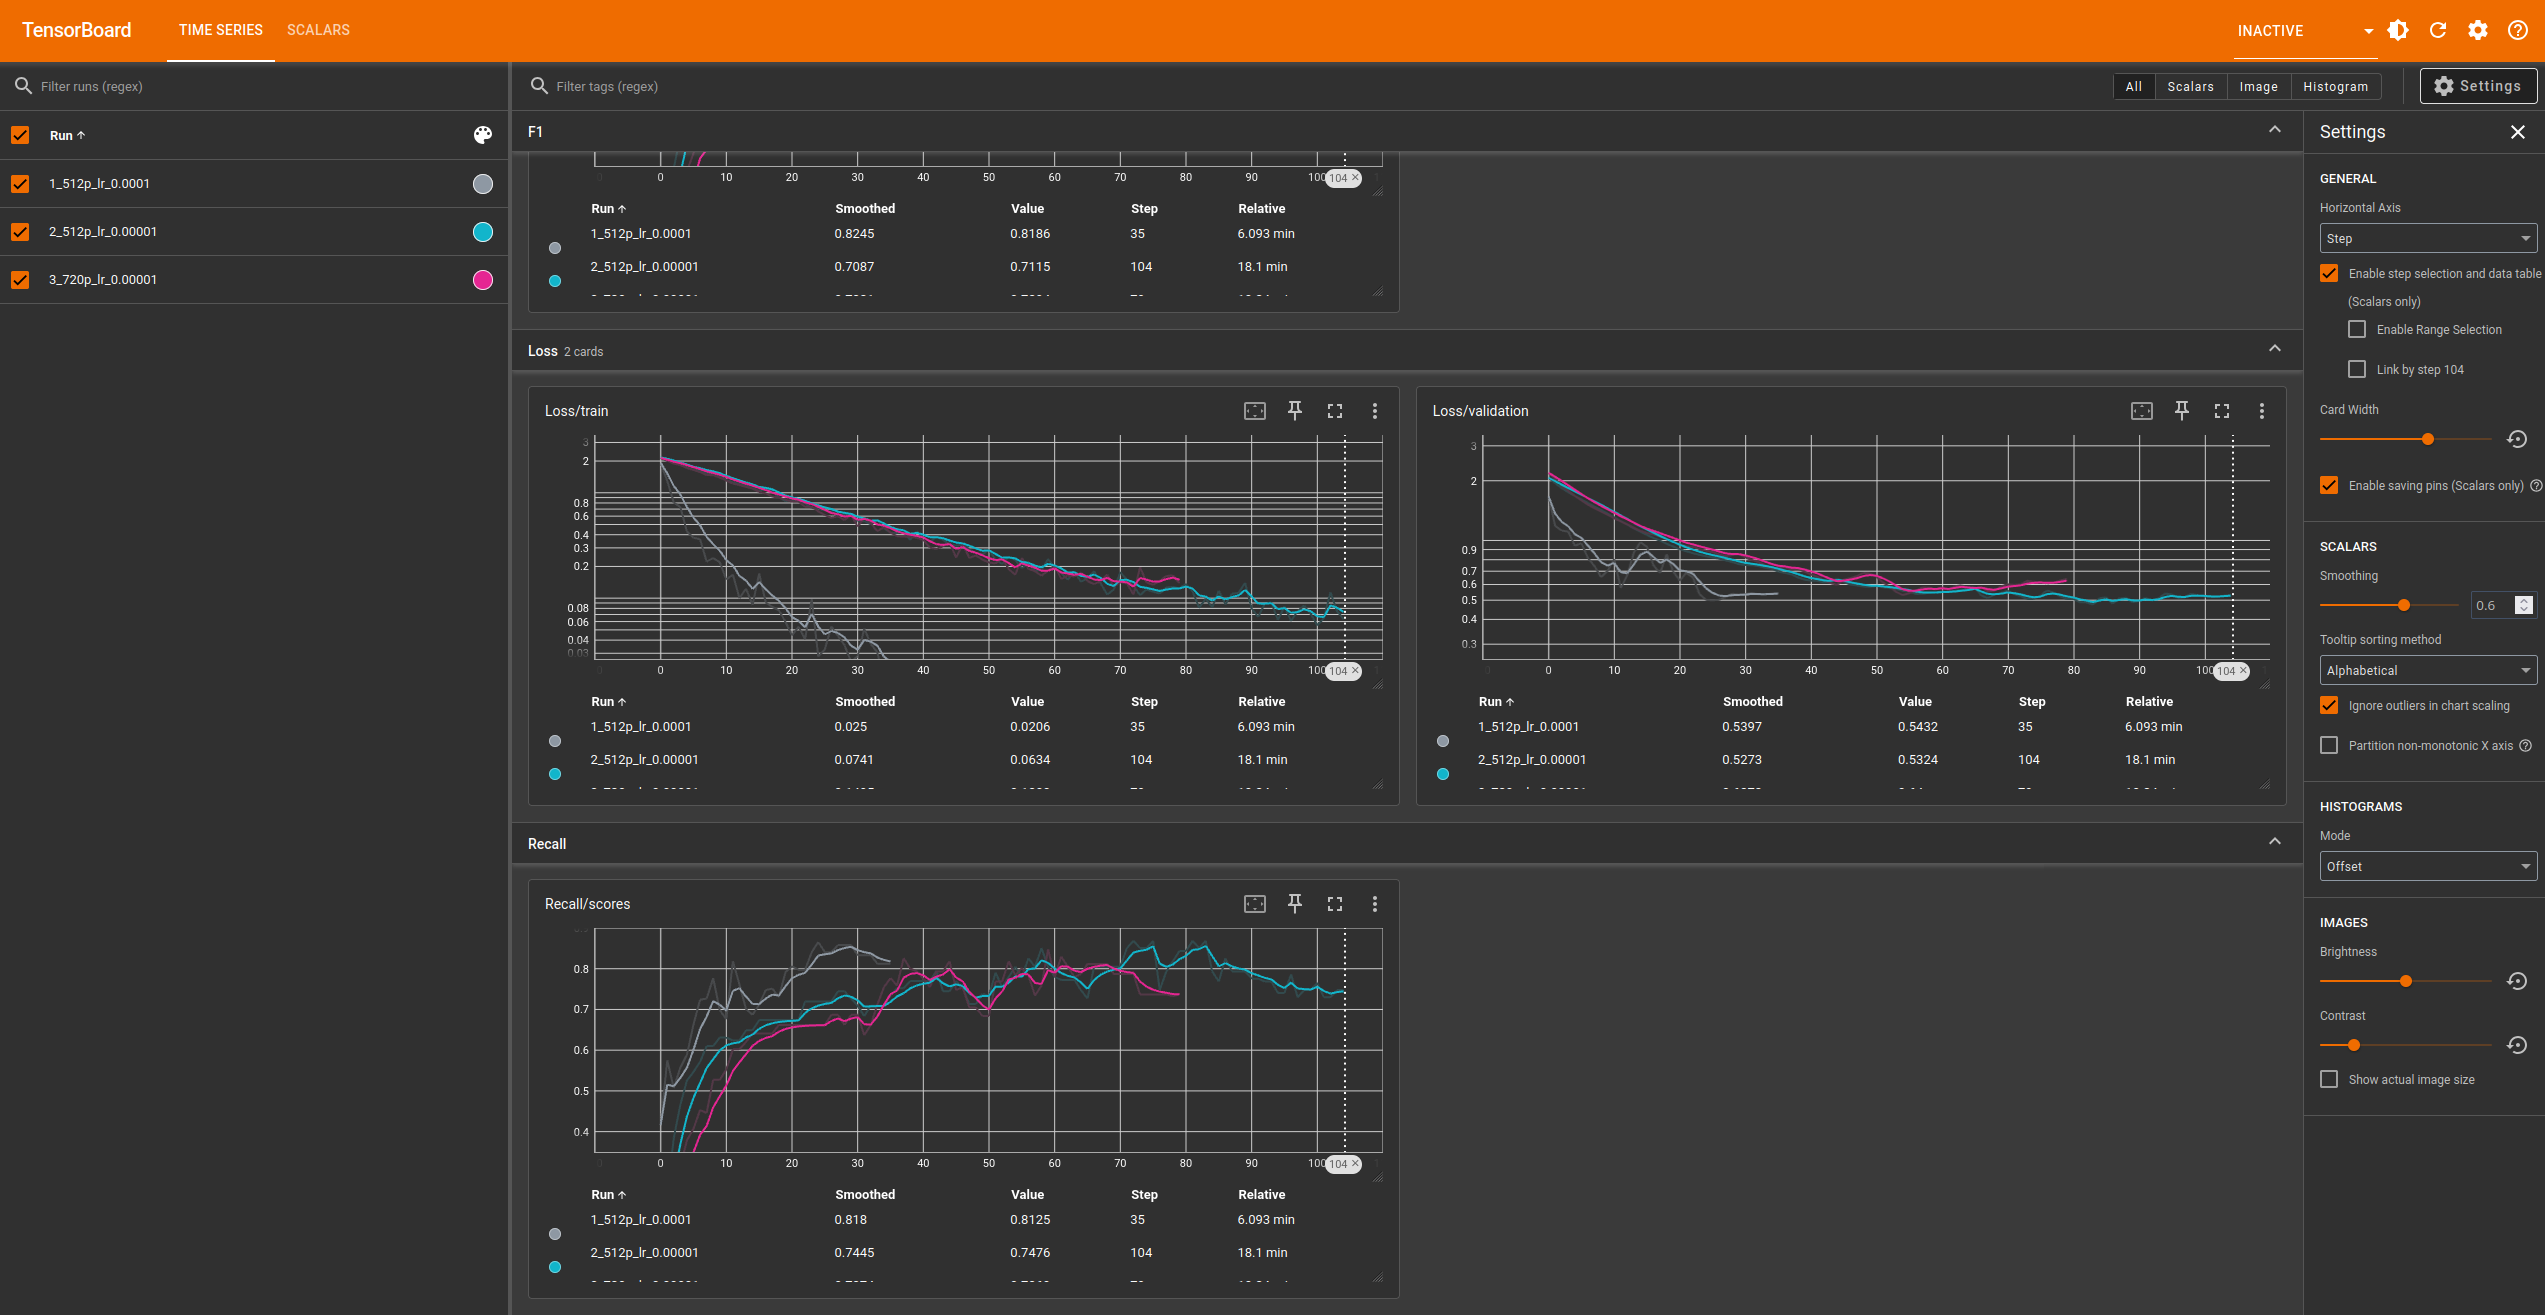 TensorBoard
TIME SERIES
SCALARS
INACTIVE
Filter runs (regex)
Filter tags (regex)
All
Scalars
Image
Histogram
Settings
Run
1_512p_lr_0.0001
2_512p_lr_0.00001
3_720p_lr_0.00001
F1
0 10 20 30 40 50 60 70 80 90 100 104
Run Smoothed Value Step Relative
1_512p_lr_0.0001 0.8245 0.8186 35 6.093 min
2_512p_lr_0.00001 0.7087 0.7115 104 18.1 min
Loss 2 cards
Loss/train
3
2
0.8
0.6
0.4
0.3
0.2
0.08
0.06
0.04
0.03
0 10 20 30 40 50 60 70 80 90 100 104
Run Smoothed Value Step Relative
1_512p_lr_0.0001 0.025 0.0206 35 6.093 min
2_512p_lr_0.00001 0.0741 0.0634 104 18.1 min
Loss/validation
3
2
0.9
0.7
0.6
0.5
0.4
0.3
0 10 20 30 40 50 60 70 80 90 100 104
Run Smoothed Value Step Relative
1_512p_lr_0.0001 0.5397 0.5432 35 6.093 min
2_512p_lr_0.00001 0.5273 0.5324 104 18.1 min
Recall
Recall/scores
0.8
0.7
0.6
0.5
0.4
0 10 20 30 40 50 60 70 80 90 100 104
Run Smoothed Value Step Relative
1_512p_lr_0.0001 0.818 0.8125 35 6.093 min
2_512p_lr_0.00001 0.7445 0.7476 104 18.1 min
Settings
GENERAL
Horizontal Axis
Step
Enable step selection and data table
(Scalars only)
Enable Range Selection
Link by step 104
Card Width
Enable saving pins (Scalars only)
SCALARS
Smoothing
0.6
Tooltip sorting method
Alphabetical
Ignore outliers in chart scaling
Partition non-monotonic X axis
HISTOGRAMS
Mode
Offset
IMAGES
Brightness
Contrast
Show actual image size